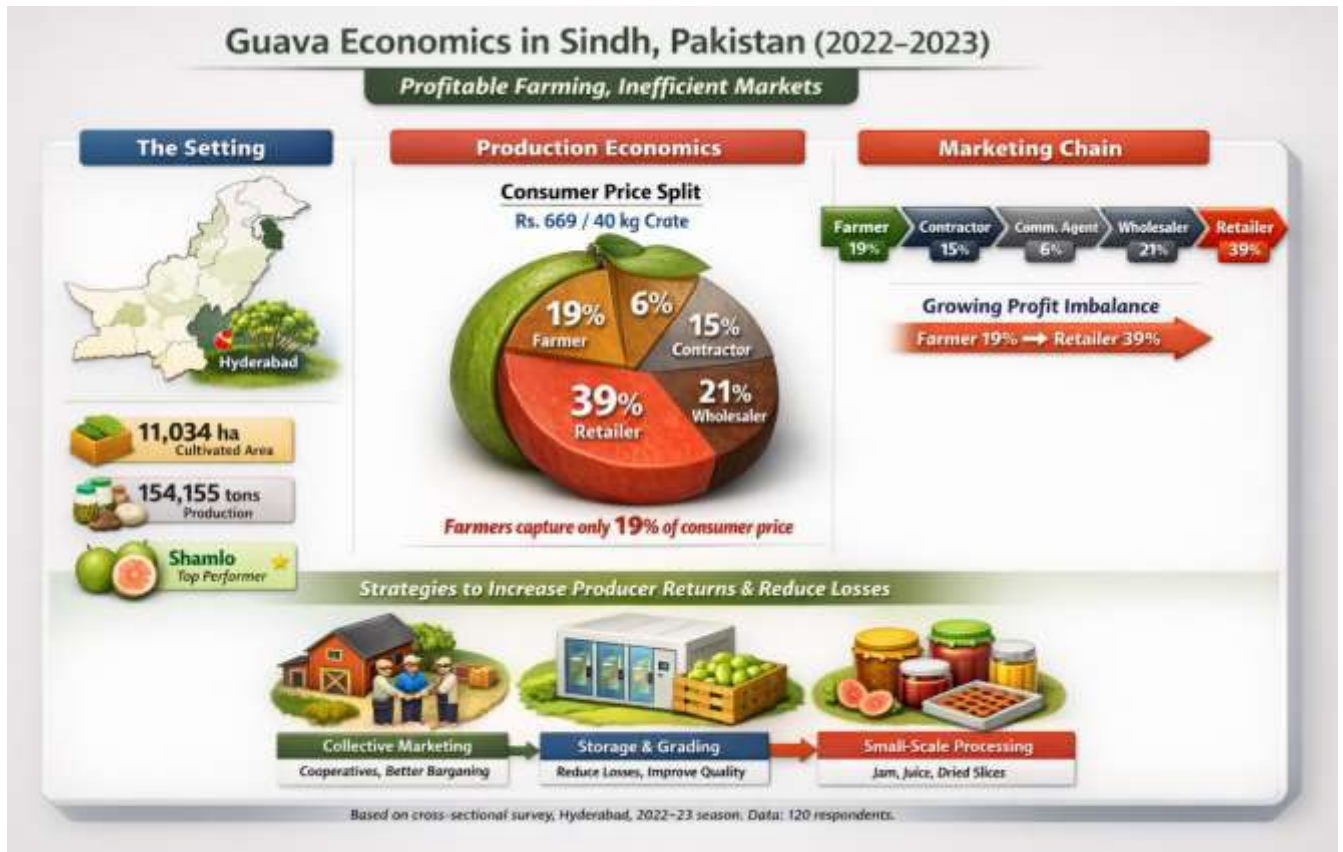 Guava Economics in Sindh, Pakistan (2022–2023)
Profitable Farming, Inefficient Markets
The Setting
Hyderabad
11,034 ha
Cultivated Area
154,155 tons
Production
Shamlo
Top Performer
Production Economics
Consumer Price Split
Rs. 669 / 40 kg Crate
19%
Farmer
6%
15%
Contractor
39%
Retailer
21%
Wholesaler
Farmers capture only 19% of consumer price
Marketing Chain
Farmer
19%
Contractor
15%
Comm. Agent
6%
Wholesaler
21%
Retailer
39%
Growing Profit Imbalance
Farmer 19% → Retailer 39%
Strategies to Increase Producer Returns & Reduce Losses
Collective Marketing
Cooperatives, Better Barganing
Storage & Grading
Reduce Losses, Improve Quality
Small-Scale Processing
Jam, Juice, Dried Slices
Based on cross-sectional survey, Hyderabad, 2022–23 season. Data: 120 respondents.